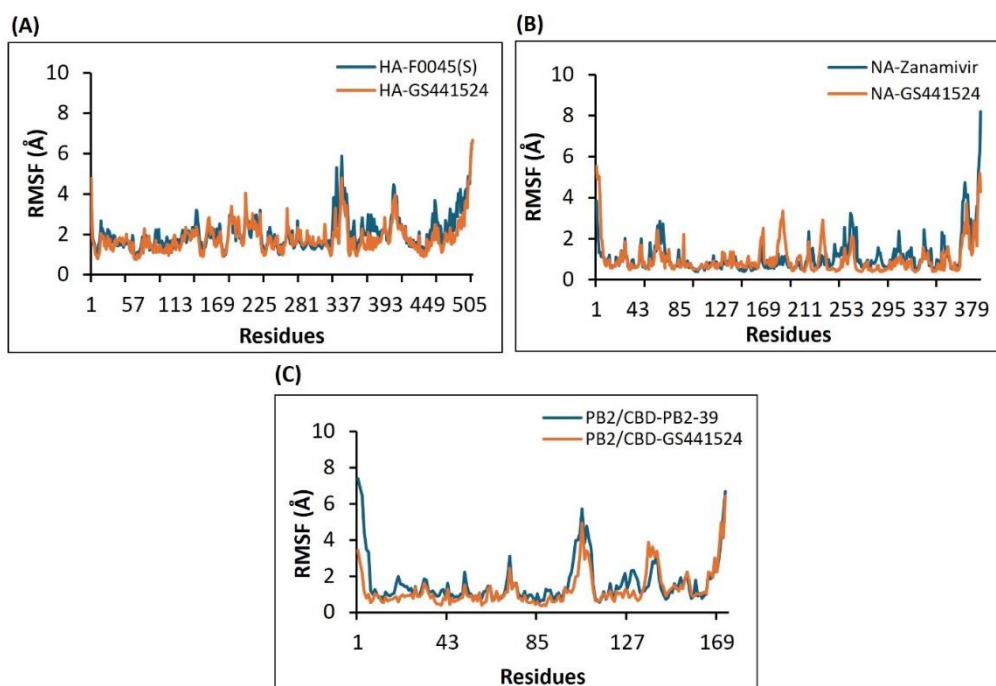 (A)
HA-F0045(S)
HA-GS441524
RMSF (Å)
10
8
6
4
2
0
1 57 113 169 225 281 337 393 449 505
Residues
(B)
NA-Zanamivir
NA-GS441524
RMSF (Å)
10
8
6
4
2
0
1 43 85 127 169 211 253 295 337 379
Residues
(C)
PB2/CBD-PB2-39
PB2/CBD-GS441524
RMSF (Å)
10
8
6
4
2
0
1 43 85 127 169
Residues